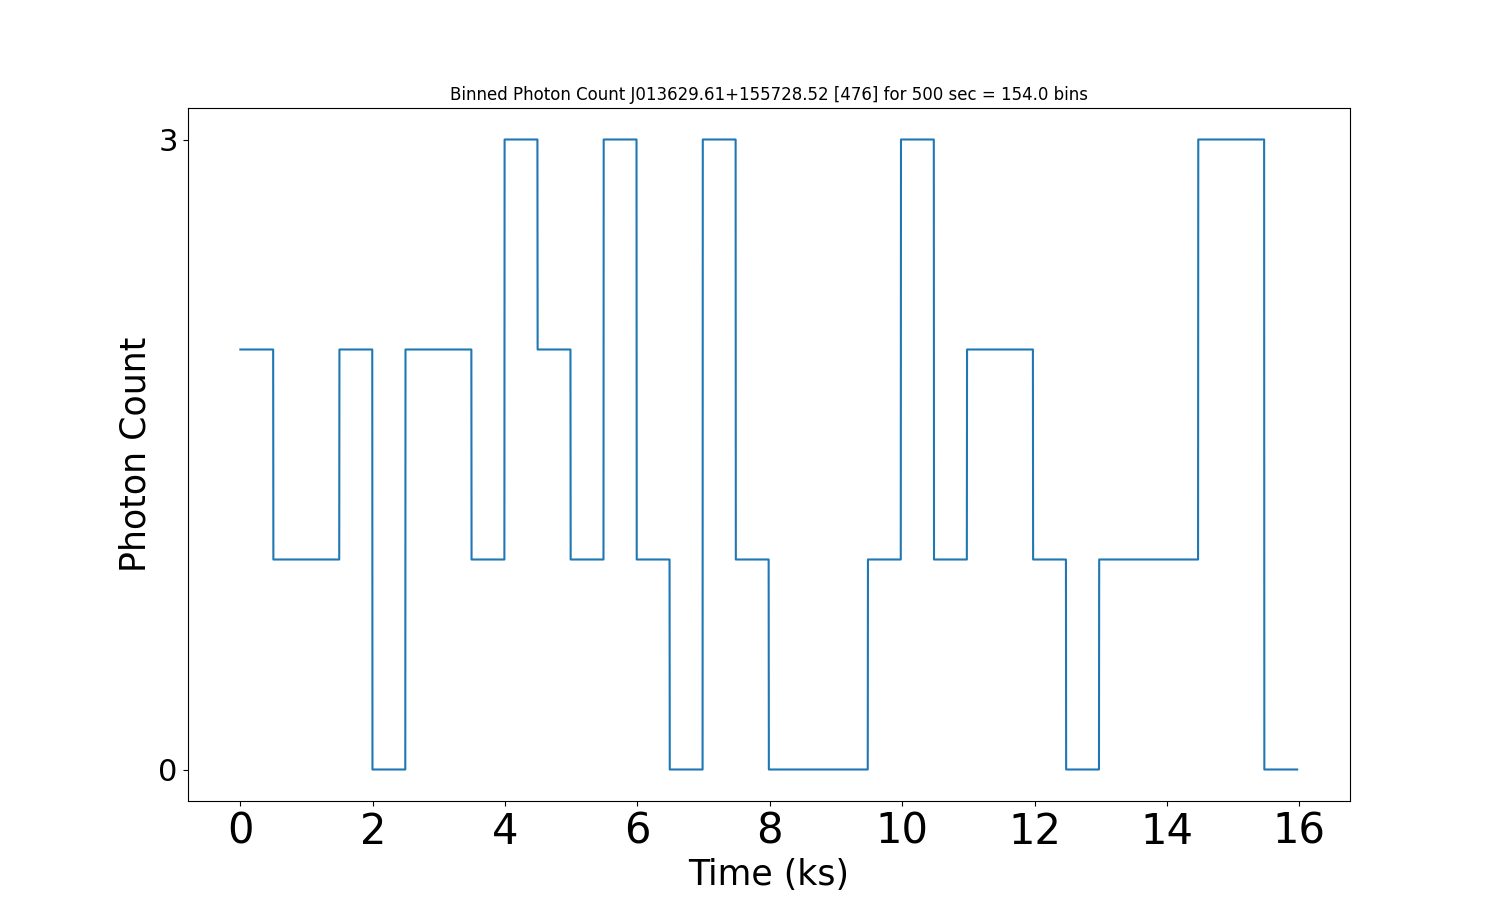 Binned Photon Count J013629.61+155728.52 [476] for 500 sec = 154.0 bins
3
Photon Count
0
0 2 4 6 8 10 12 14 16
Time (ks)